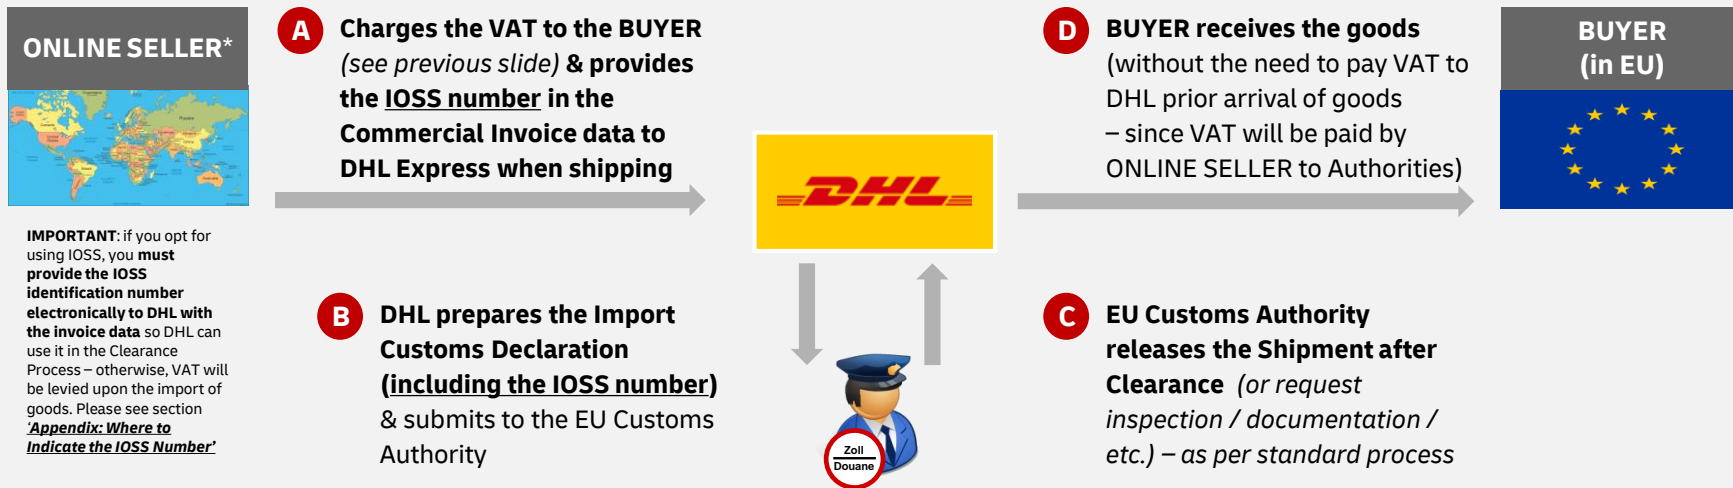 ONLINE SELLER*
IMPORTANT: if you opt for
using IOSS, you must
provide the IOSS
identification number
electronically to DHL with
the invoice data so DHL can
use it in the Clearance
Process – otherwise, VAT will
be levied upon the import of
goods. Please see section
‘Appendix: Where to
Indicate the IOSS Number’
A
Charges the VAT to the BUYER
(see previous slide) & provides
the IOSS number in the
Commercial Invoice data to
DHL Express when shipping
DHL
B
DHL prepares the Import
Customs Declaration
(including the IOSS number)
& submits to the EU Customs
Authority
Zoll
Douane
C
EU Customs Authority
releases the Shipment after
Clearance (or request
inspection / documentation /
etc.) – as per standard process
D
BUYER receives the goods
(without the need to pay VAT to
DHL prior arrival of goods
– since VAT will be paid by
ONLINE SELLER to Authorities)
BUYER
(in EU)